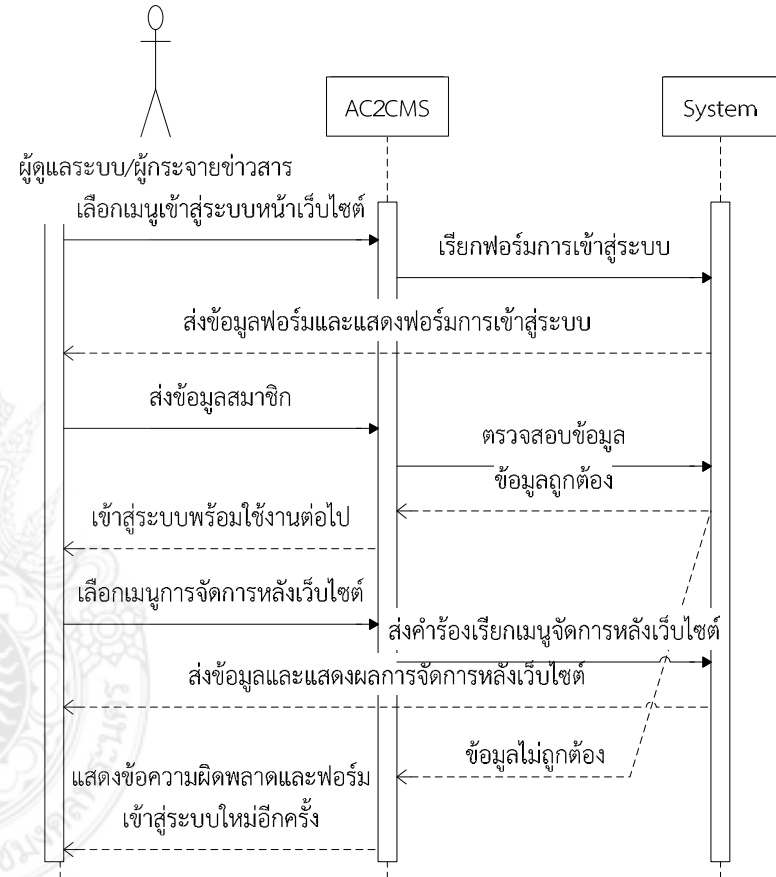 AC2CMS
System
ผู้ดูแลระบบ/ผู้กระจายข่าวสาร
เลือกเมนูเข้าสู่ระบบหน้าเว็บไซต์
เรียกฟอร์มการเข้าสู่ระบบ
ส่งข้อมูลฟอร์มและแสดงฟอร์มการเข้าสู่ระบบ
ส่งข้อมูลสมาชิก
ตรวจสอบข้อมูล
ข้อมูลถูกต้อง
เข้าสู่ระบบพร้อมใช้งานต่อไป
เลือกเมนูการจัดการหลังเว็บไซต์
ส่งคำร้องเรียกเมนูจัดการหลังเว็บไซต์
ส่งข้อมูลและแสดงผลการจัดการหลังเว็บไซต์
ข้อมูลไม่ถูกต้อง
แสดงข้อความผิดพลาดและฟอร์ม
เข้าสู่ระบบใหม่อีกครั้ง